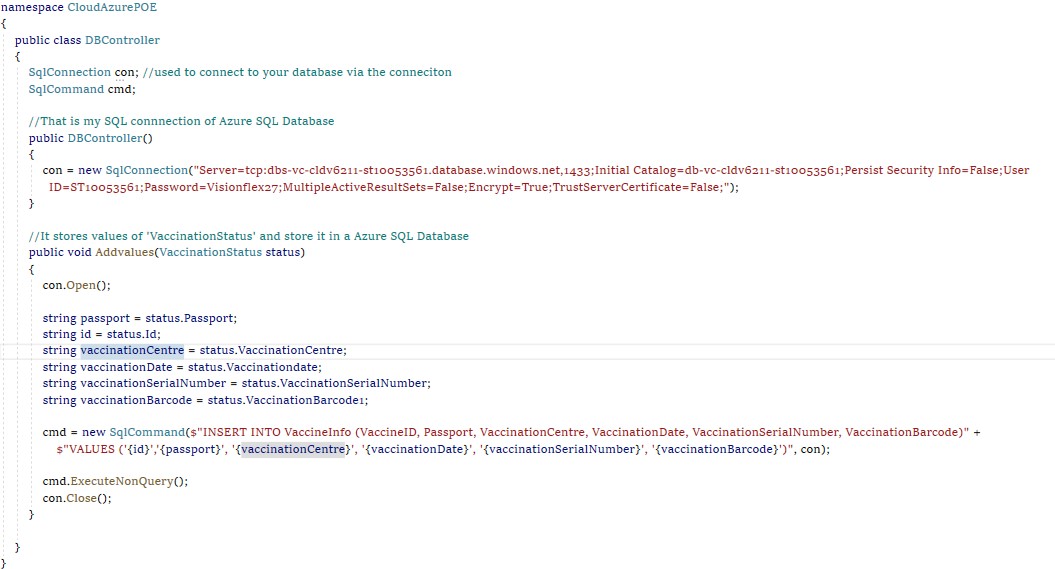 namespace CloudAzurePOE
{
public class DBController
{
SqlConnection con; //used to connect to your database via the conneciton
SqlCommand cmd;
//That is my SQL connnection of Azure SQL Database
public DBController()
{
con = new SqlConnection("Server=tcp:dbs-vc-cldv6211-st10053561.database.windows.net,1433;Initial Catalog=db-vc-cldv6211-st10053561;Persist Security Info=False;User
ID=ST10053561;Password=Visionflex27;MultipleActiveResultSets=False;Encrypt=True;TrustServerCertificate=False;");
}
//It stores values of 'VaccinationStatus' and store it in a Azure SQL Database
public void Addvalues(VaccinationStatus status)
{
con.Open();
string passport = status.Passport;
string id = status.Id;
string vaccinationCentre = status.VaccinationCentre;
string vaccinationDate = status.Vaccinationdate;
string vaccinationSerialNumber = status.VaccinationSerialNumber;
string vaccinationBarcode = status.VaccinationBarcode1;
cmd = new SqlCommand($"INSERT INTO VaccineInfo (VaccineID, Passport, VaccinationCentre, VaccinationDate, VaccinationSerialNumber, VaccinationBarcode)" +
$"VALUES ('{id}','{passport}', '{vaccinationCentre}', '{vaccinationDate}', '{vaccinationSerialNumber}', '{vaccinationBarcode}')", con);
cmd.ExecuteNonQuery();
con.Close();
}
}
}